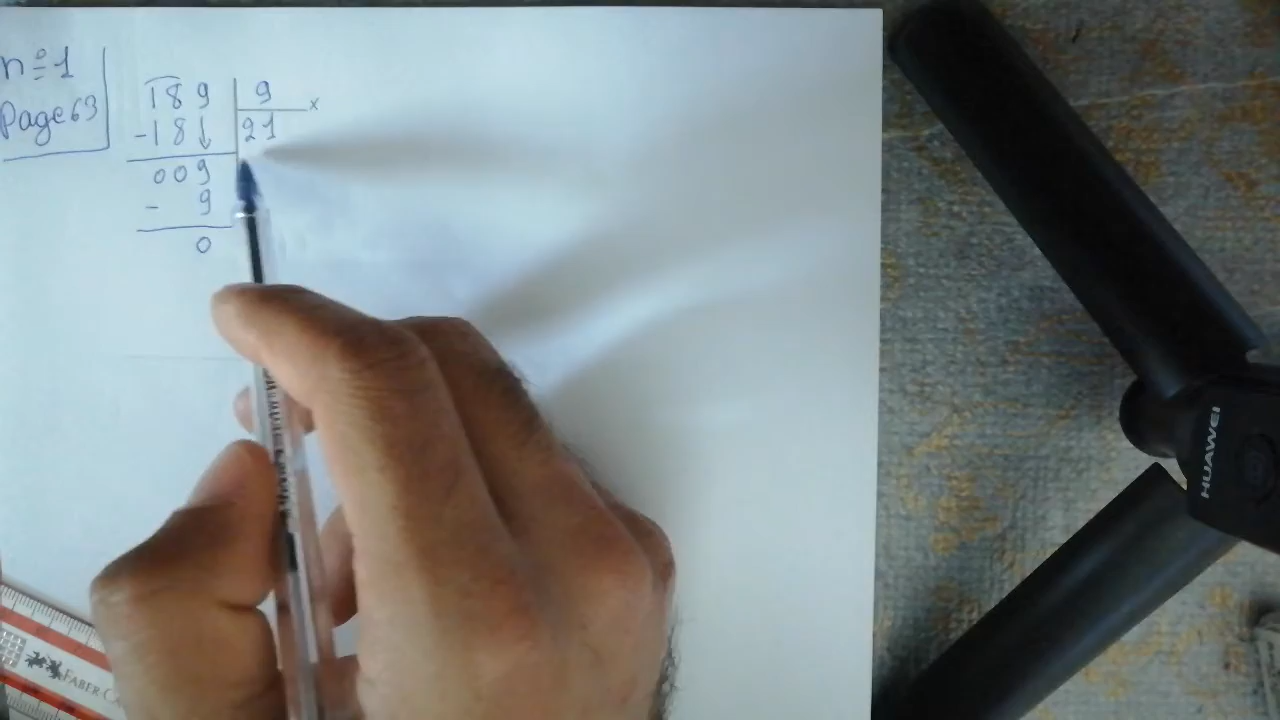 n°1
Page 63
189 | 9 x
-18↓ | 21
009
- 9
0
HUAWEI
FABER C